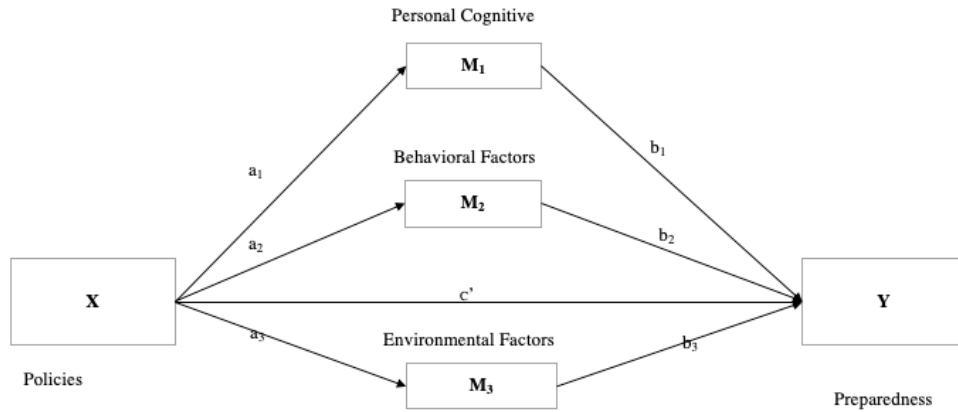 Personal Cognitive
M₁
b₁
Behavioral Factors
a₁
M₂
b₂
a₂
X
c’
Y
a₃
Environmental Factors
b₃
Policies
M₃
Preparedness